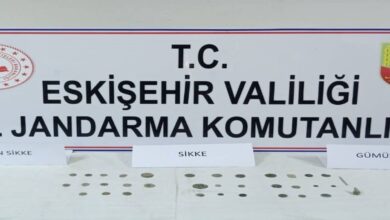 T.C.
ESKİŞEHİR VALİLİĞİ
JANDARMA KOMUTANLI
N SİKKE
SİKKE
GÜMÜ